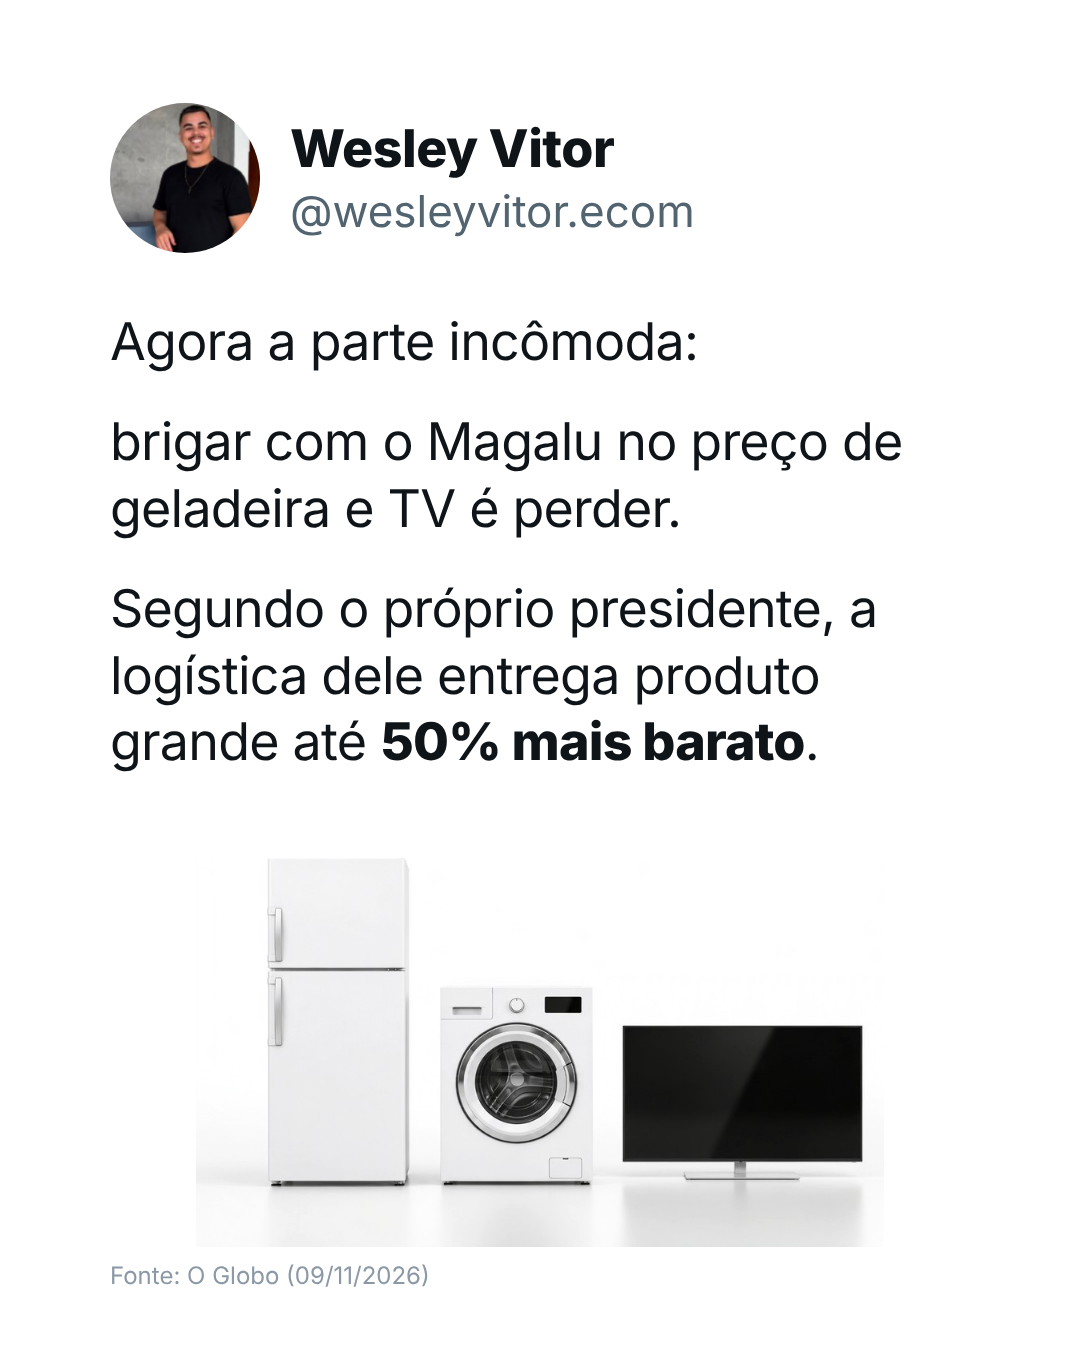 Wesley Vitor
@wesleyvitor.ecom
Agora a parte incômoda:
brigar com o Magalu no preço de
geladeira e TV é perder.
Segundo o próprio presidente, a
logística dele entrega produto
grande até 50% mais barato.
Fonte: O Globo (09/11/2026)